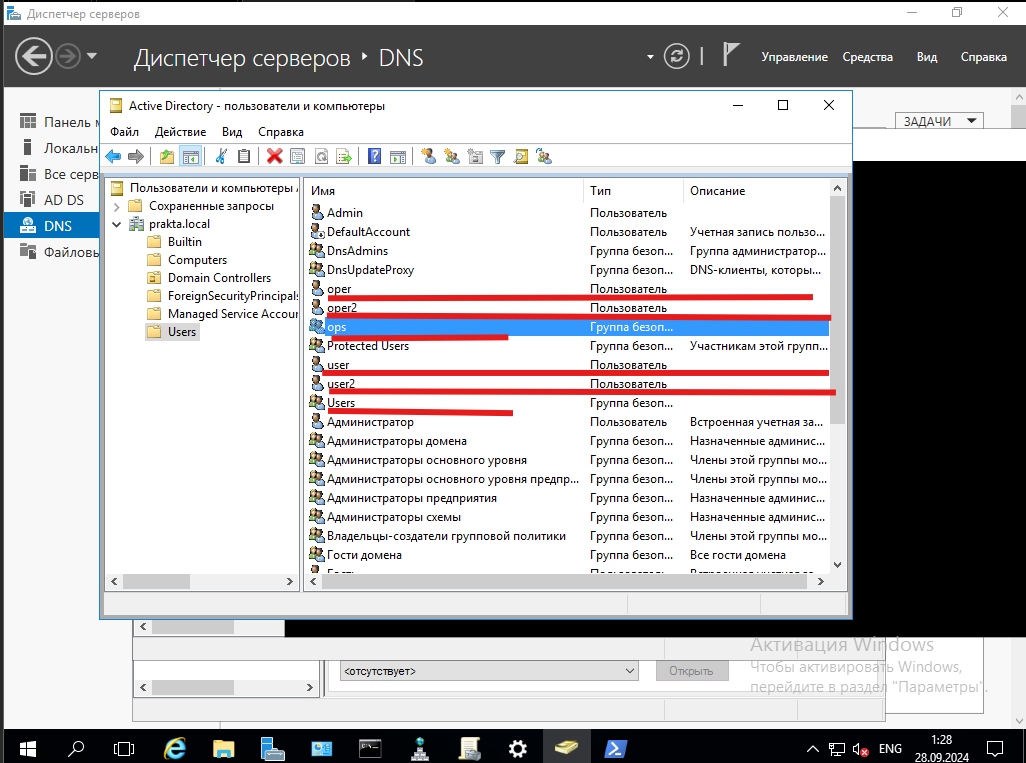 Диспетчер серверов
Диспетчер серверов ‣ DNS
Управление Средства Вид Справка
Панель
Локальн
Все серв
AD DS
DNS
Файловы
ЗАДАЧИ
Active Directory - пользователи и компьютеры
Файл Действие Вид Справка
Пользователи и компьютеры
Сохраненные запросы
prakta.local
Builtin
Computers
Domain Controllers
ForeignSecurityPrincipals
Managed Service Accour
Users
Имя Тип Описание
Admin Пользователь
DefaultAccount Пользователь Учетная запись пользо...
DnsAdmins Группа безоп... Группа администратор...
DnsUpdateProxy Группа безоп... DNS-клиенты, которы...
oper Пользователь
oper2 Пользователь
ops Группа безоп...
Protected Users Группа безоп... Участникам этой групп...
user Пользователь
user2 Пользователь
Users Группа безоп...
Администратор Пользователь Встроенная учетная за...
Администраторы домена Группа безоп... Назначенные админис...
Администраторы основного уровня Группа безоп... Члены этой группы мо...
Администраторы основного уровня предпр... Группа безоп... Члены этой группы мо...
Администраторы предприятия Группа безоп... Назначенные админис...
Администраторы схемы Группа безоп... Назначенные админис...
Владельцы-создатели групповой политики Группа безоп... Члены этой группы мо...
Гости домена Группа безоп... Все гости домена
<отсутствует> Открыть
Активация Windows
Чтобы активировать Windows,
перейдите в раздел "Параметры".
ENG
1:28
28.09.2024